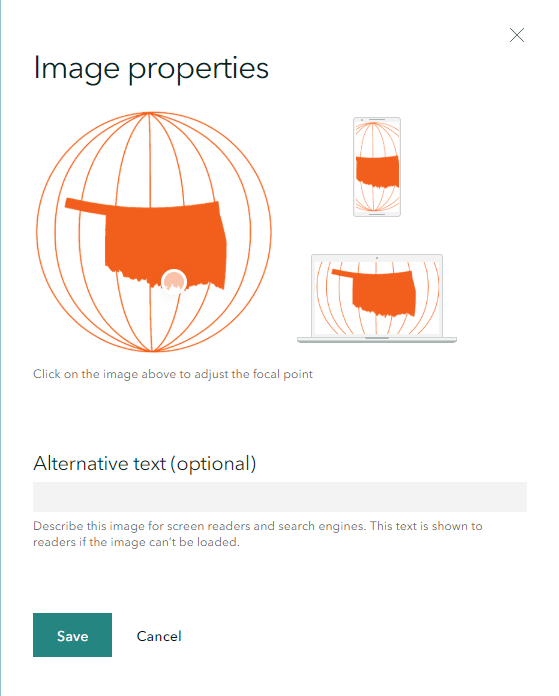 Image properties
Click on the image above to adjust the focal point
Alternative text (optional)
Describe this image for screen readers and search engines. This text is shown to
readers if the image can't be loaded.
Save
Cancel